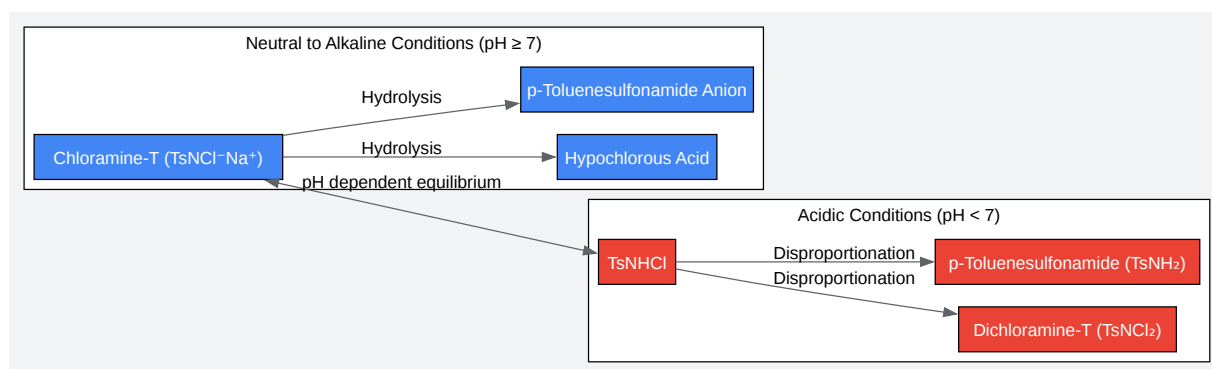 Neutral to Alkaline Conditions (pH ≥ 7)
p-Toluenesulfonamide Anion
Hydrolysis
Chloramine-T (TsNCl⁻Na⁺)
Hydrolysis
Hypochlorous Acid
pH dependent equilibrium
Acidic Conditions (pH < 7)
TsNHCl
Disproportionation
p-Toluenesulfonamide (TsNH₂)
Disproportionation
Dichloramine-T (TsNCl₂)